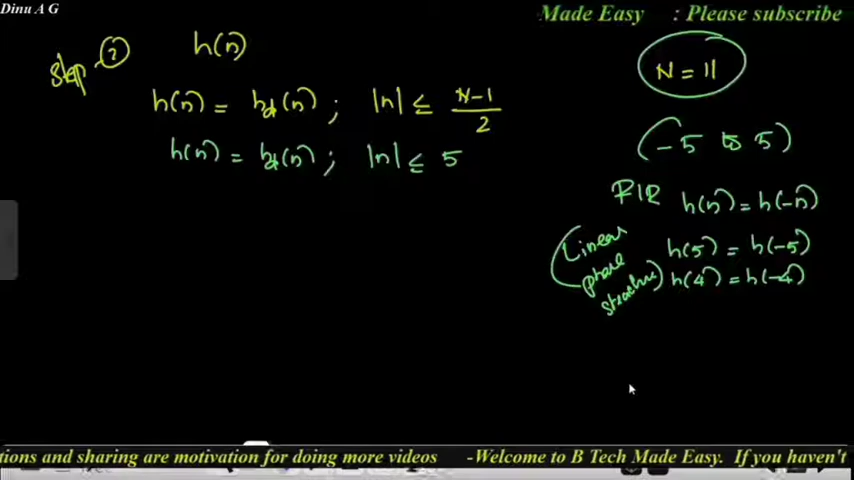 Dinu A G
Made Easy : Please subscribe
Step-② h(n)
h(n) = hd(n) ; |n| ≤ N-1/2
h(n) = hd(n) ; |n| ≤ 5
N = 11
(-5 to 5)
FIR h(n) = h(-n)
(Linear phase structure)
h(5) = h(-5)
h(4) = h(-4)
tions and sharing are motivation for doing more videos -Welcome to B Tech Made Easy. If you haven't